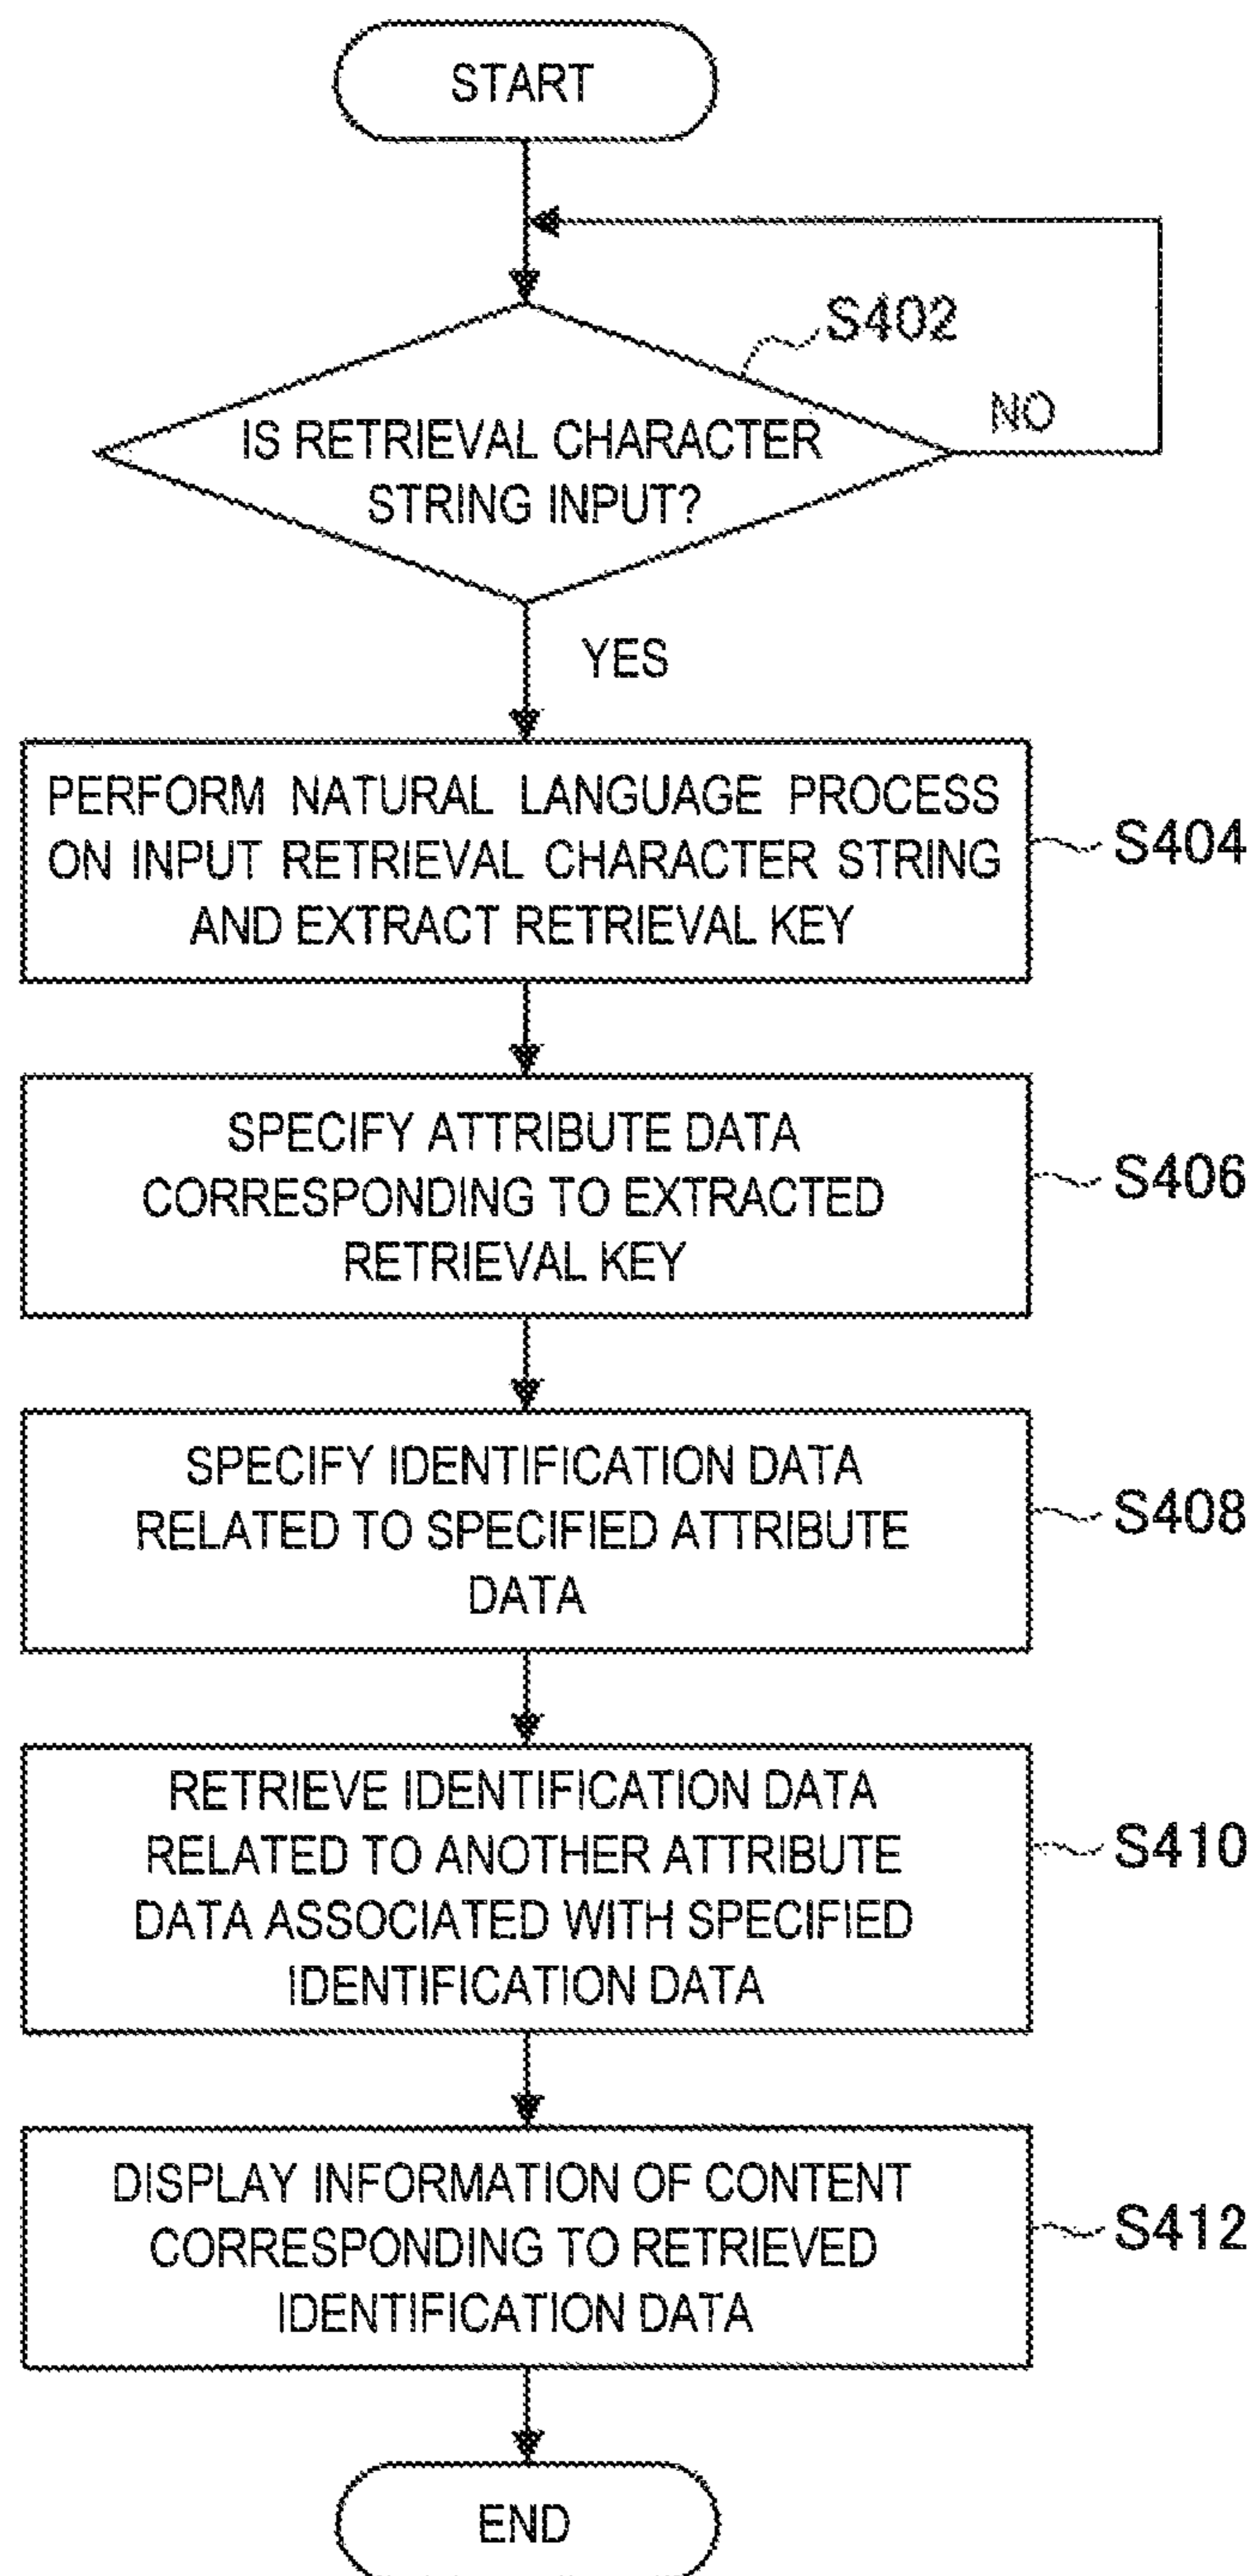 START
S402
NO
IS RETRIEVAL CHARACTER
STRING INPUT?
YES
PERFORM NATURAL LANGUAGE PROCESS
ON INPUT RETRIEVAL CHARACTER STRING
AND EXTRACT RETRIEVAL KEY
S404
SPECIFY ATTRIBUTE DATA
CORRESPONDING TO EXTRACTED
RETRIEVAL KEY
S406
SPECIFY IDENTIFICATION DATA
RELATED TO SPECIFIED ATTRIBUTE
DATA
S408
RETRIEVE IDENTIFICATION DATA
RELATED TO ANOTHER ATTRIBUTE
DATA ASSOCIATED WITH SPECIFIED
IDENTIFICATION DATA
S410
DISPLAY INFORMATION OF CONTENT
CORRESPONDING TO RETRIEVED
IDENTIFICATION DATA
S412
END